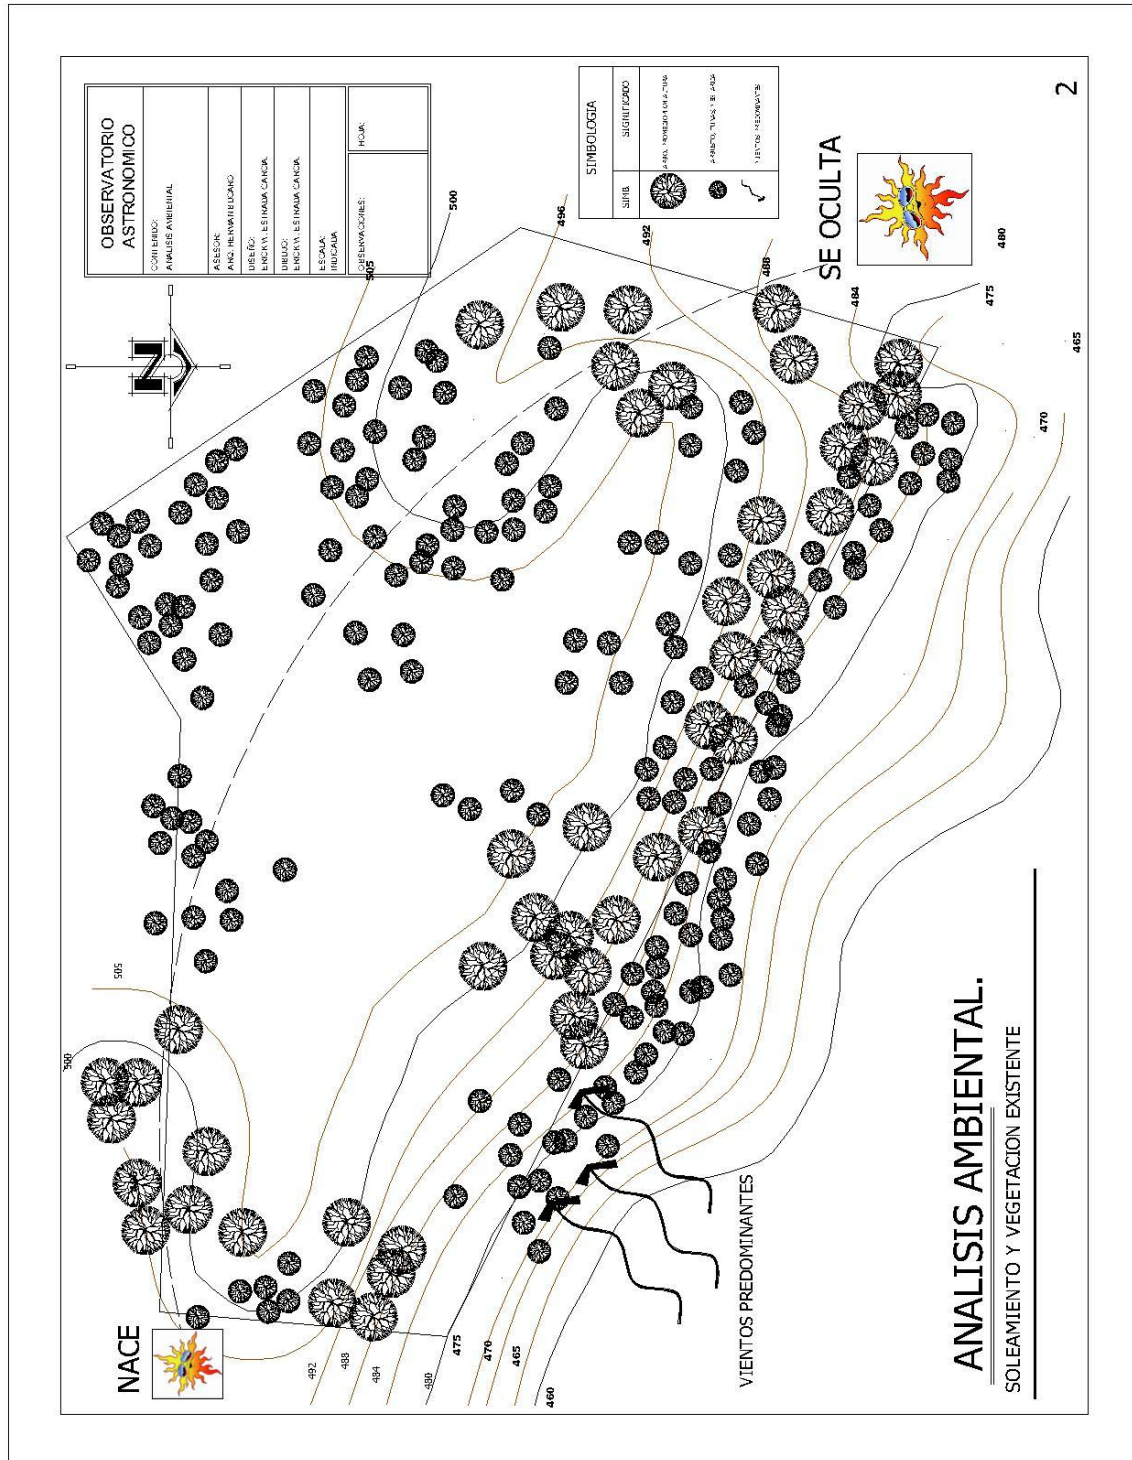 OBSERVATORIO
ASTRONOMICO
CONTENIDO:
ANALISIS AMBIENTAL
ASESOR:
DISEÑO:
DIBUJO:
ESCALA:
INDICADA
OBSERVACIONES:
HOJA:
N
SIMBOLOGIA
SIMB.
SIGNIFICADO
VIENTOS PREDOMINANTES
2
SE OCULTA
NACE
505
500
496
492
488
484
480
475
470
465
505
500
492
488
484
480
475
470
465
460
VIENTOS PREDOMINANTES
ANALISIS AMBIENTAL.
SOLEAMIENTO Y VEGETACION EXISTENTE